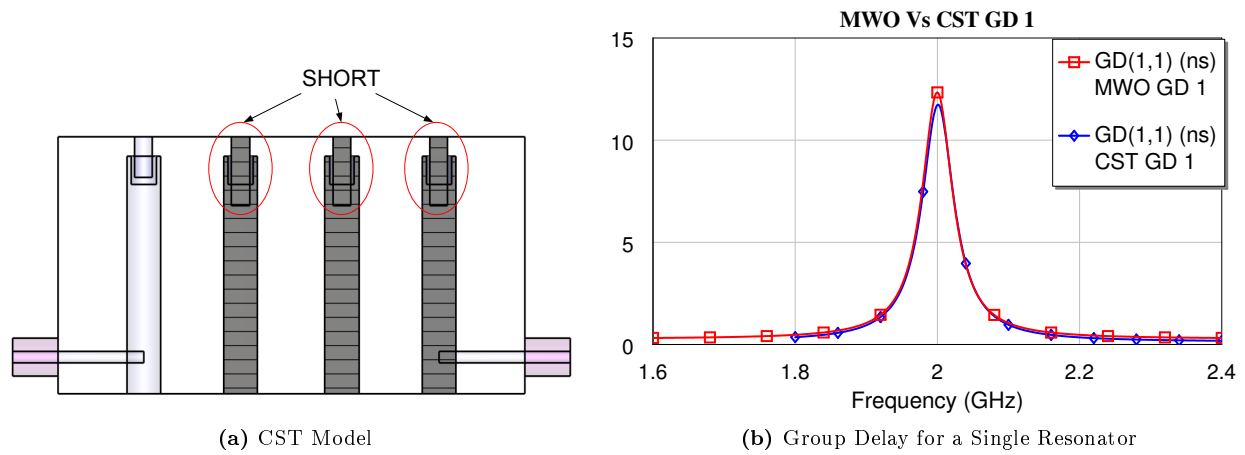 SHORT
(a) CST Model
MWO Vs CST GD 1
15
10
5
0
1.6
1.8
2
2.2
2.4
Frequency (GHz)
GD(1,1) (ns)
MWO GD 1
GD(1,1) (ns)
CST GD 1
(b) Group Delay for a Single Resonator